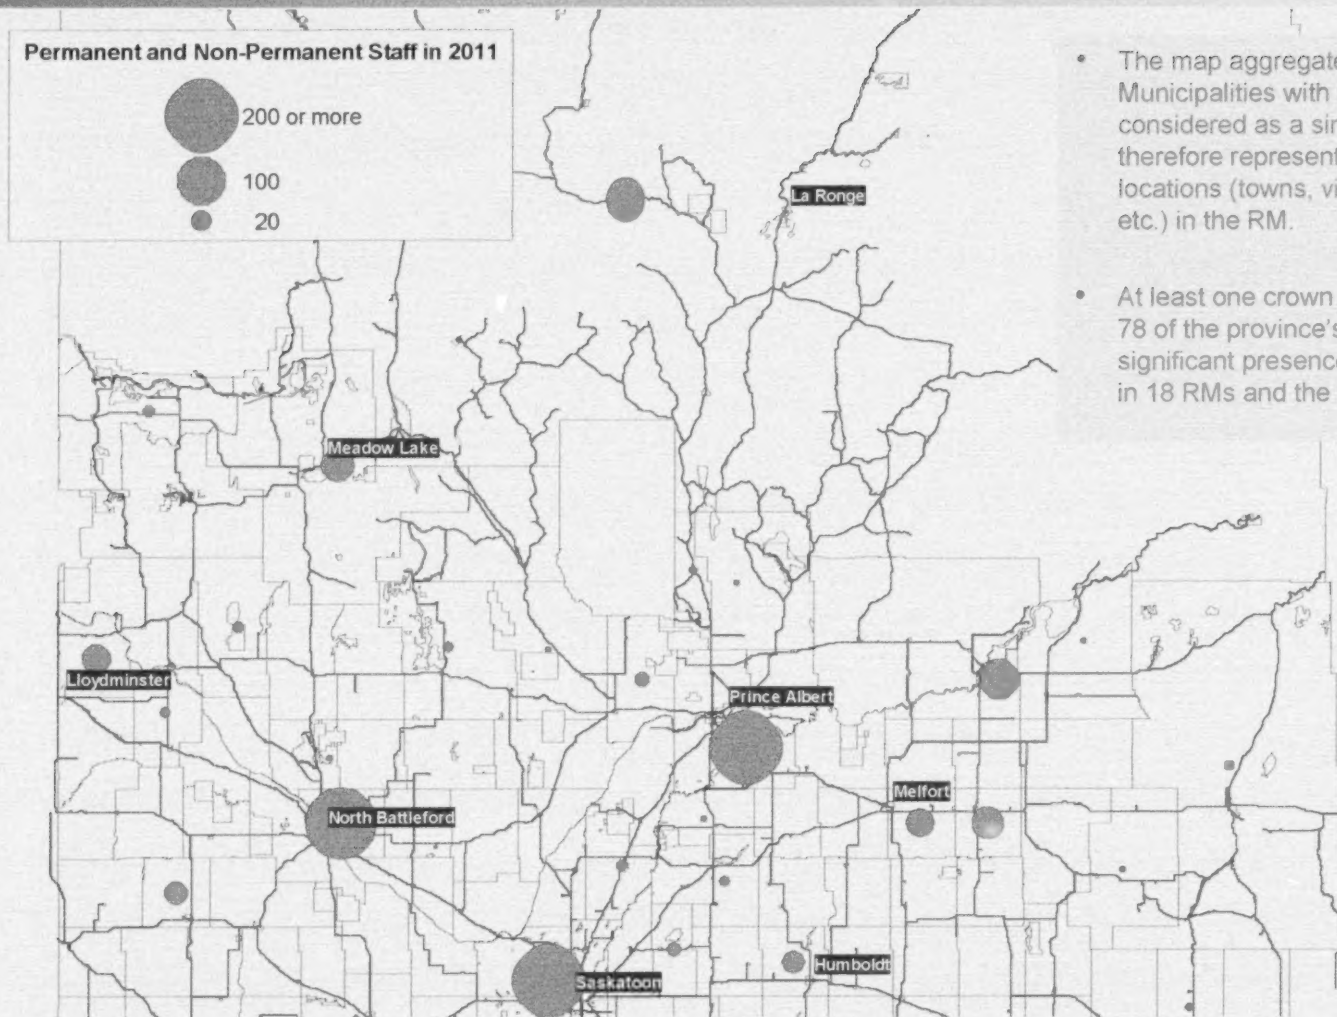 Permanent and Non-Permanent Staff in 2011
200 or more
100
20
• The map aggregate
Municipalities with
considered as a sin
therefore represent
locations (towns, vi
etc.) in the RM.
• At least one crown
78 of the province's
significant presence
in 18 RMs and the
La Ronge
Meadow Lake
Lloydminster
Prince Albert
North Battleford
Melfort
Humboldt
Saskatoon